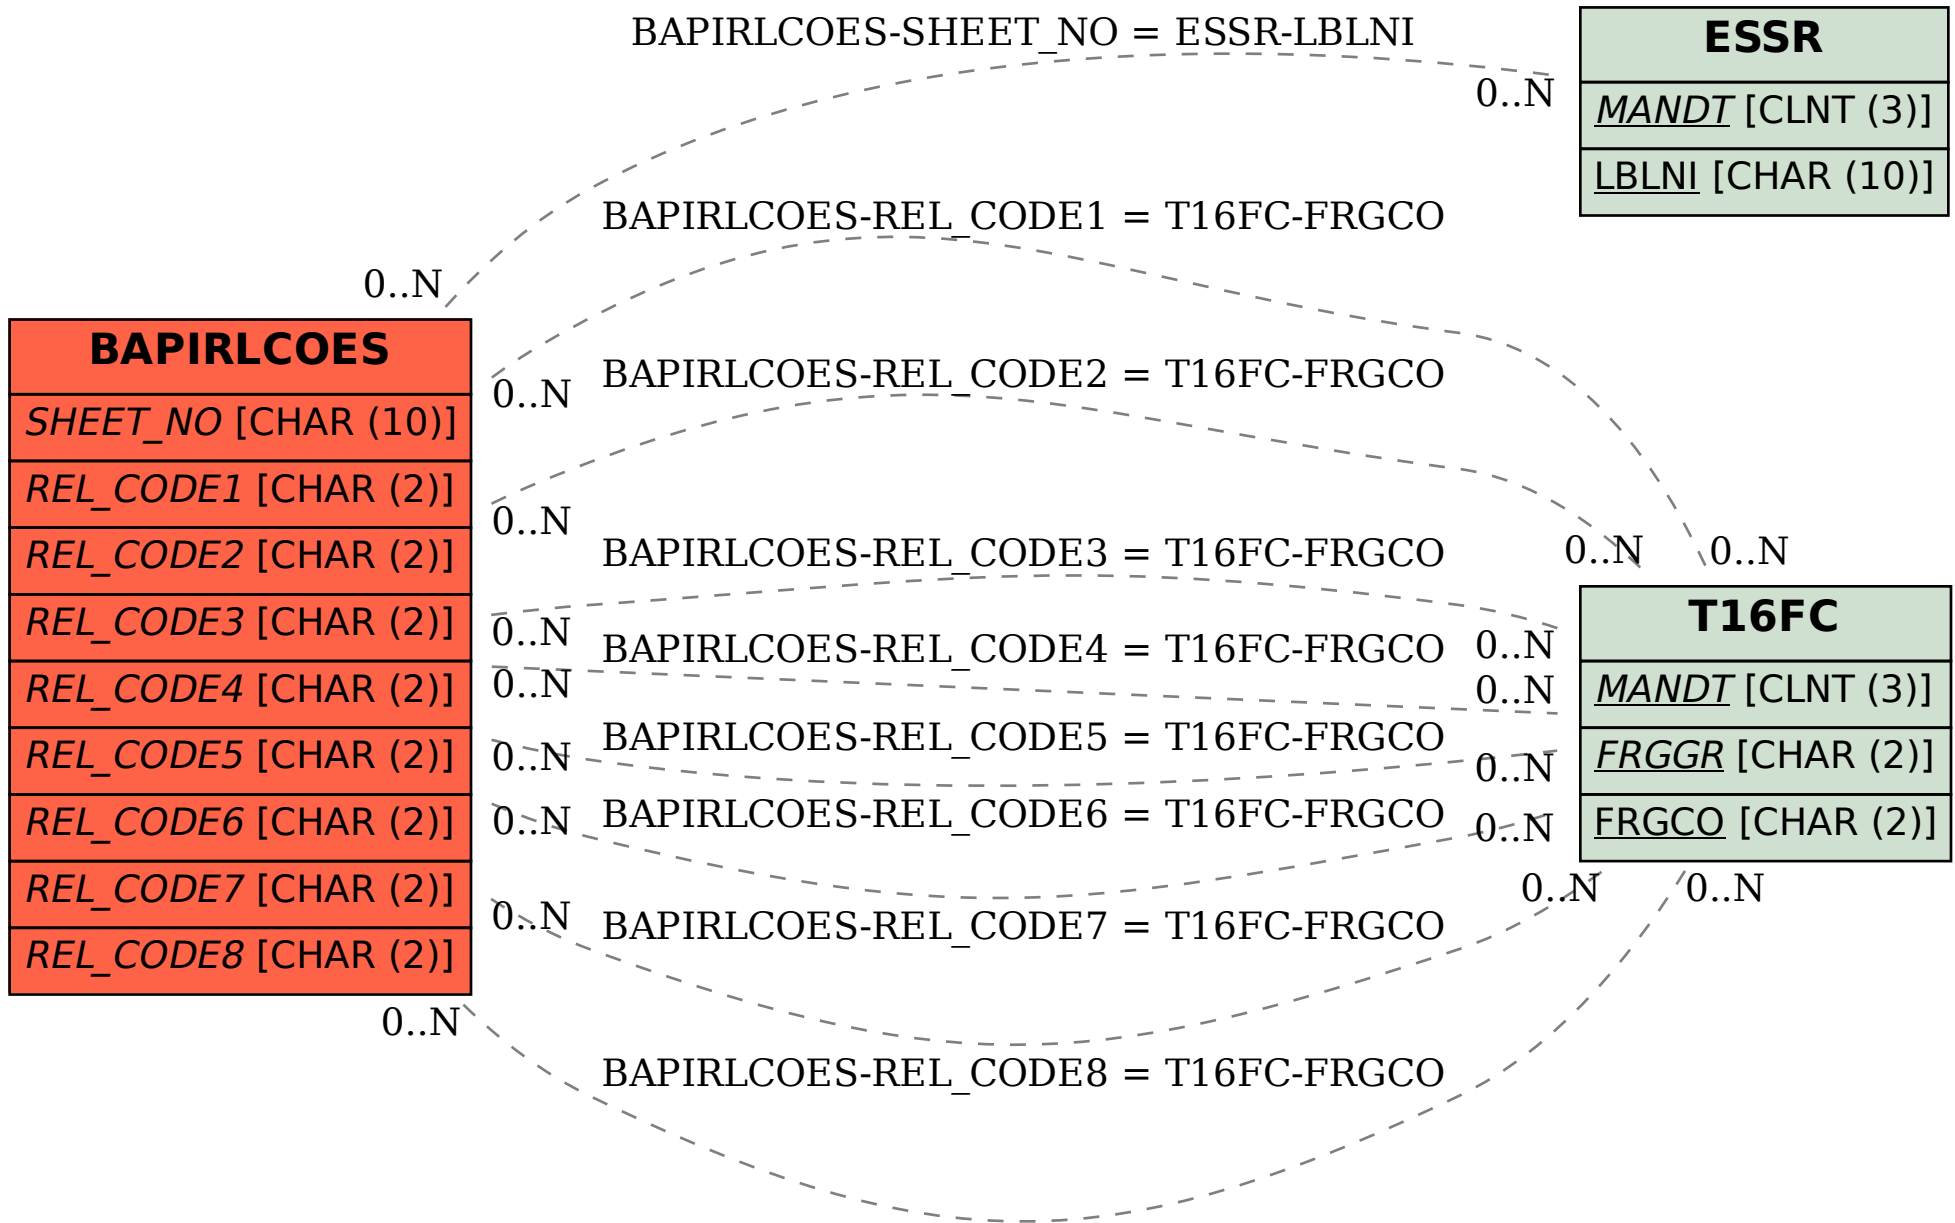 BAPIRLCOES-SHEET_NO = ESSR-LBLNI
0..N
0..N
ESSR
MANDT [CLNT (3)]
LBLNI [CHAR (10)]
BAPIRLCOES-REL_CODE1 = T16FC-FRGCO
0..N
0..N
BAPIRLCOES
SHEET_NO [CHAR (10)]
REL_CODE1 [CHAR (2)]
REL_CODE2 [CHAR (2)]
REL_CODE3 [CHAR (2)]
REL_CODE4 [CHAR (2)]
REL_CODE5 [CHAR (2)]
REL_CODE6 [CHAR (2)]
REL_CODE7 [CHAR (2)]
REL_CODE8 [CHAR (2)]
BAPIRLCOES-REL_CODE2 = T16FC-FRGCO
0..N
0..N
BAPIRLCOES-REL_CODE3 = T16FC-FRGCO
0..N
0..N
BAPIRLCOES-REL_CODE4 = T16FC-FRGCO
0..N
0..N
BAPIRLCOES-REL_CODE5 = T16FC-FRGCO
0..N
0..N
BAPIRLCOES-REL_CODE6 = T16FC-FRGCO
0..N
0..N
BAPIRLCOES-REL_CODE7 = T16FC-FRGCO
0..N
0..N
BAPIRLCOES-REL_CODE8 = T16FC-FRGCO
0..N
0..N
T16FC
MANDT [CLNT (3)]
FRGGR [CHAR (2)]
FRGCO [CHAR (2)]